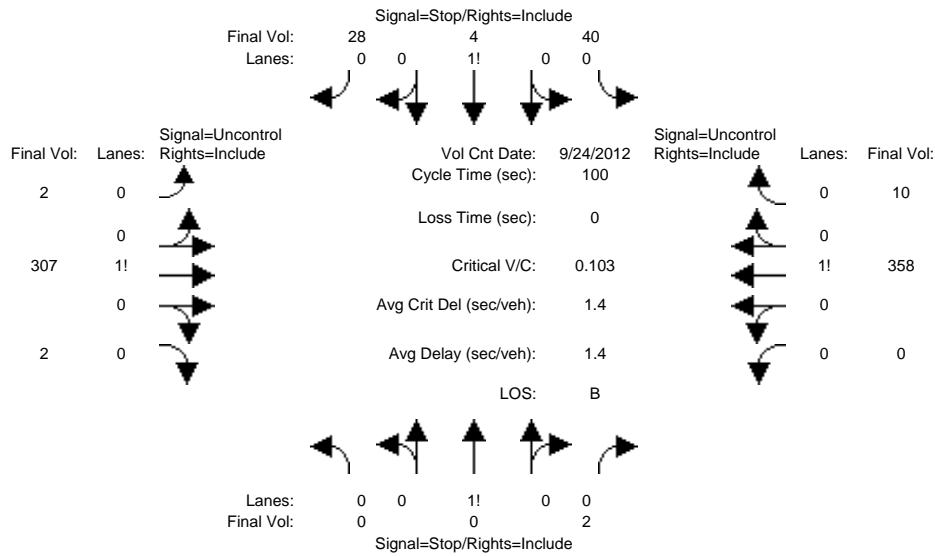 Signal=Stop/Rights=Include
Final Vol: 28 4 40
Lanes: 0 0 1! 0 0
Signal=Uncontrol Signal=Uncontrol
Final Vol: Lanes: Rights=Include Vol Cnt Date: 9/24/2012 Rights=Include Lanes: Final Vol:
Cycle Time (sec): 100
2 0 0 10
Loss Time (sec): 0
0 0
307 1! Critical V/C: 0.103 1! 358
0 Avg Crit Del (sec/veh): 1.4 0
2 0 Avg Delay (sec/veh): 1.4 0 0
LOS: B
Lanes: 0 0 1! 0 0
Final Vol: 0 0 2
Signal=Stop/Rights=Include